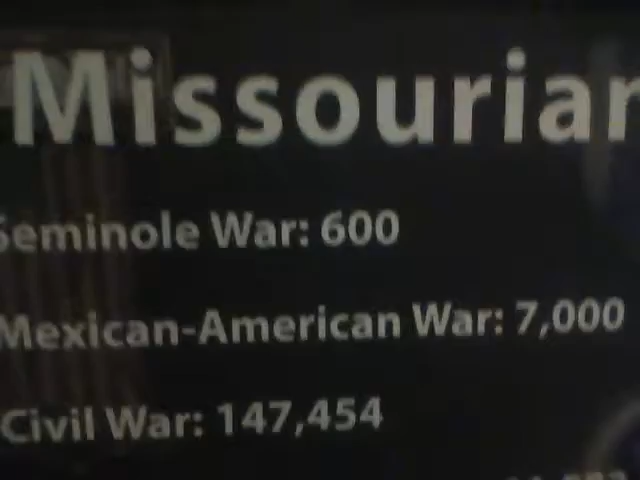 Missourian
Seminole War: 600
Mexican-American War: 7,000
Civil War: 147,454